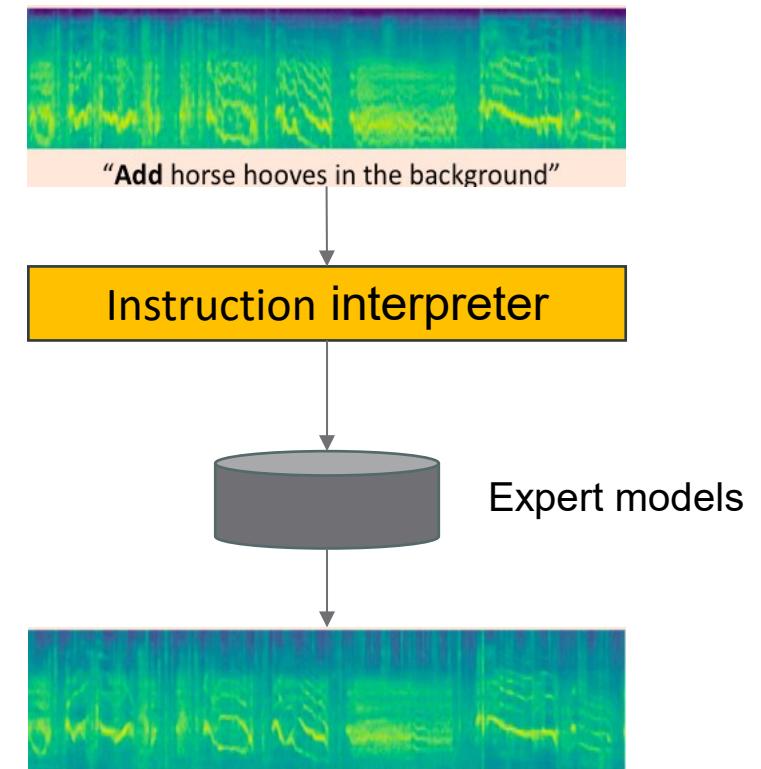 “Add horse hooves in the background”
Instruction interpreter
Expert models